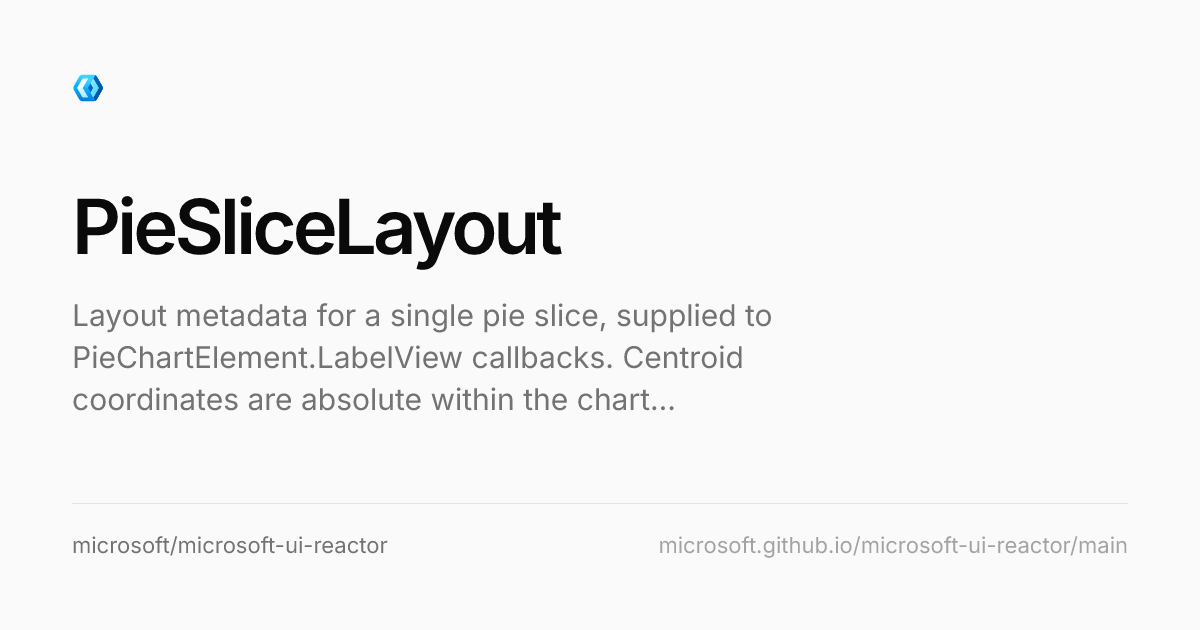 PieSliceLayout
Layout metadata for a single pie slice, supplied to
PieChartElement.LabelView callbacks. Centroid
coordinates are absolute within the chart...
microsoft/microsoft-ui-reactor
microsoft.github.io/microsoft-ui-reactor/main